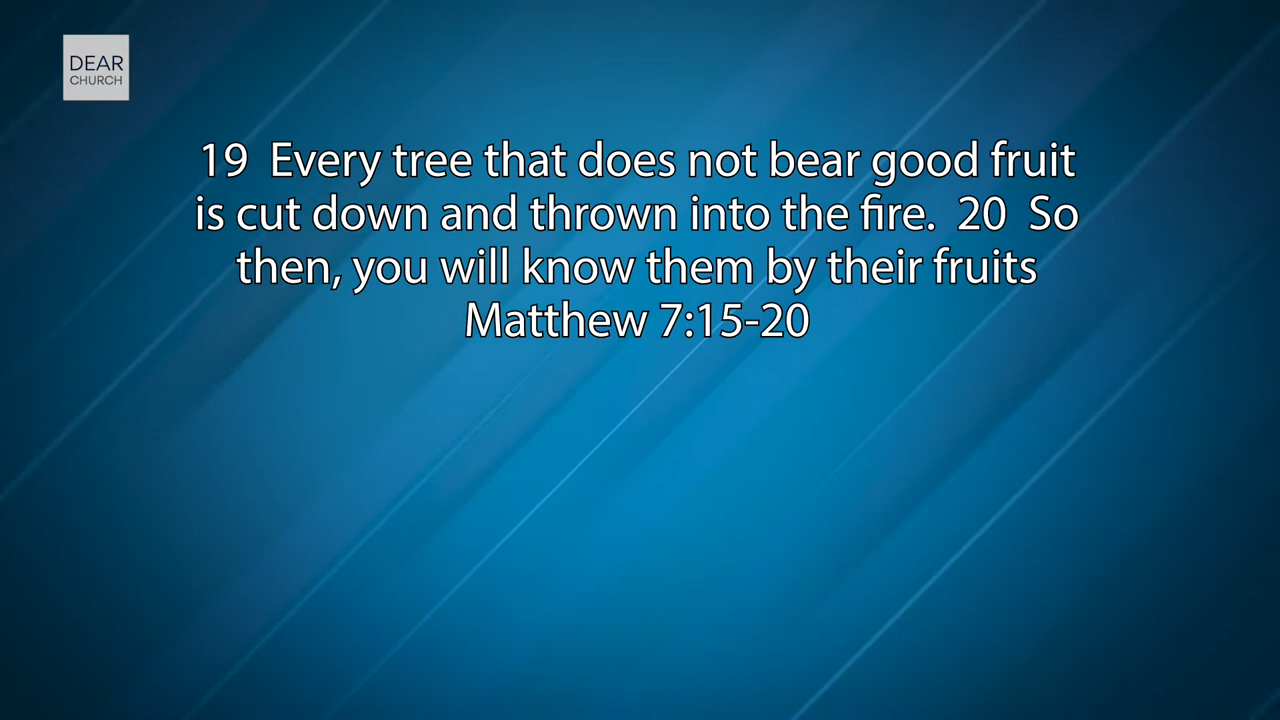 DEAR
CHURCH
19  Every tree that does not bear good fruit
is cut down and thrown into the fire.  20  So
then, you will know them by their fruits
Matthew 7:15-20